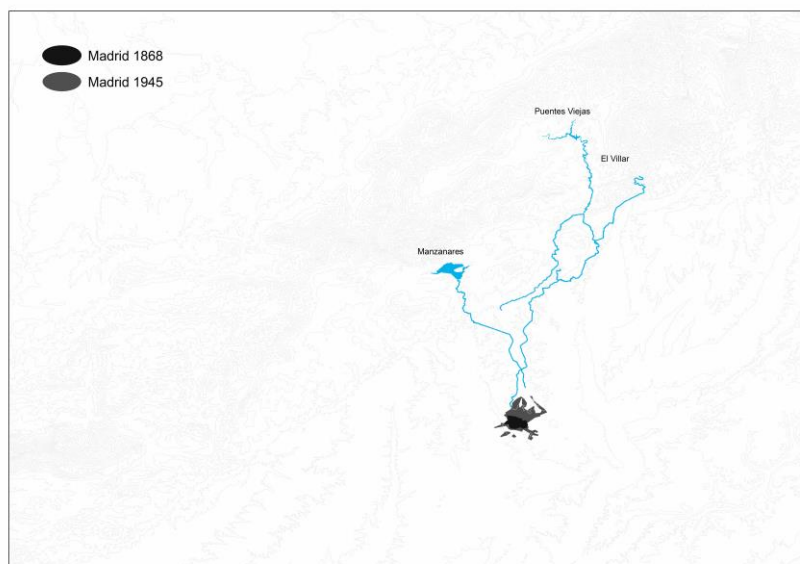 Madrid 1868
Madrid 1945
Puentes Viejas
El Villar
Manzanares